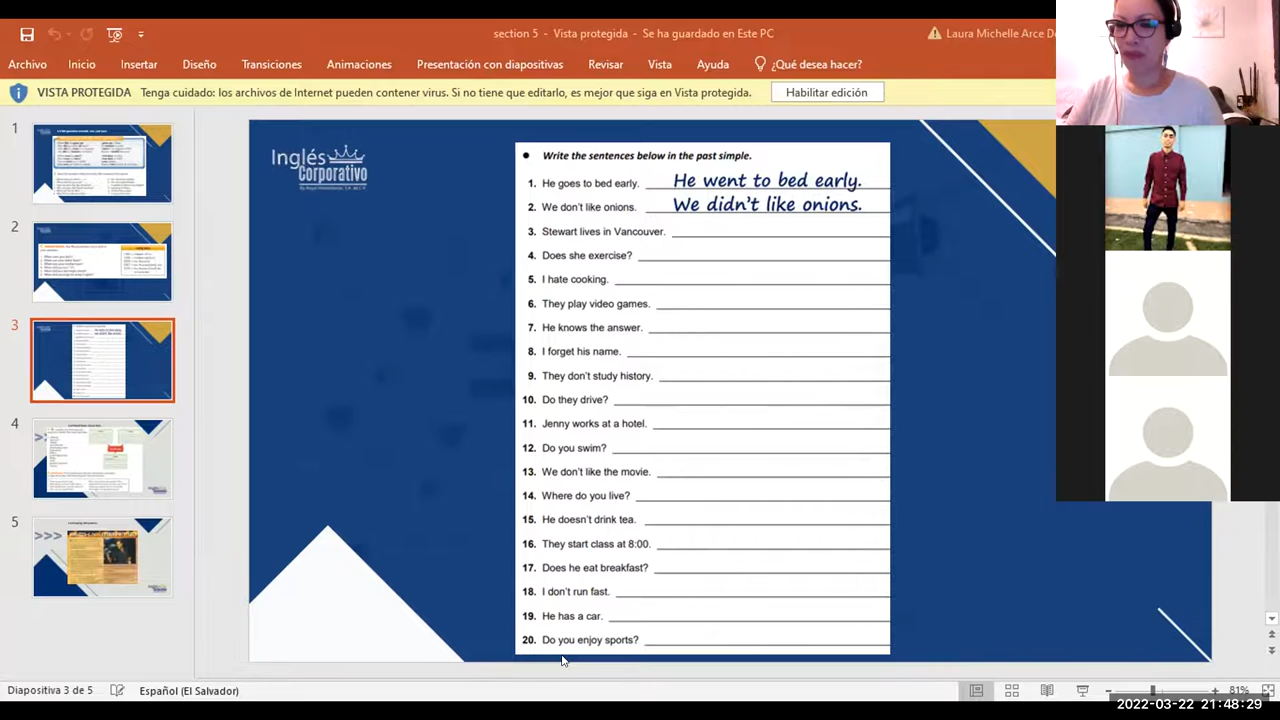 section 5 - Vista protegida - Se ha guardado en Este PC
Laura Michelle Arce
Archivo Inicio Insertar Diseño Transiciones Animaciones Presentación con diapositivas Revisar Vista Ayuda ¿Qué desea hacer?
VISTA PROTEGIDA Tenga cuidado: los archivos de Internet pueden contener virus. Si no tiene que editarlo, es mejor que siga en Vista protegida. Habilitar edición
1
2
3
4
5
inglés
corporativo
Write the sentences below in the past simple.
1. He goes to bed early. He went to bed early.
2. We don't like onions. We didn't like onions.
3. Stewart lives in Vancouver.
4. Does she exercise?
5. I hate cooking.
6. They play video games.
7. He knows the answer.
8. I forget his name.
9. They don't study history.
10. Do they drive?
11. Jenny works at a hotel.
12. Do you swim?
13. We don't like the movie.
14. Where do you live?
15. He doesn't drink tea.
16. They start class at 8:00.
17. Does he eat breakfast?
18. I don't run fast.
19. He has a car.
20. Do you enjoy sports?
Diapositiva 3 de 5 Español (El Salvador) 81%
2022-03-22 21:48:29